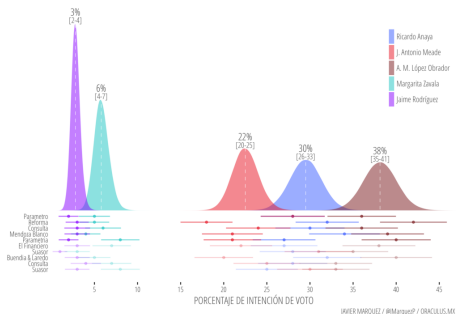 3%
[2-4]
6%
[4-7]
22%
[20-25]
30%
[26-33]
38%
[35-41]
Ricardo Anaya
J. Antonio Meade
A. M. López Obrador
Margarita Zavala
Jaime Rodríguez
Parametro
Reforma
Consulta
Mendoza Blanco
Parametria
El Financiero
Suasor
Buendia & Laredo
Consulta
Suasor
5 10 15 20 25 30 35 40 45
PORCENTAJE DE INTENCIÓN DE VOTO
JAVIER MARQUEZ / @JMarquezP / ORACULUS.MX